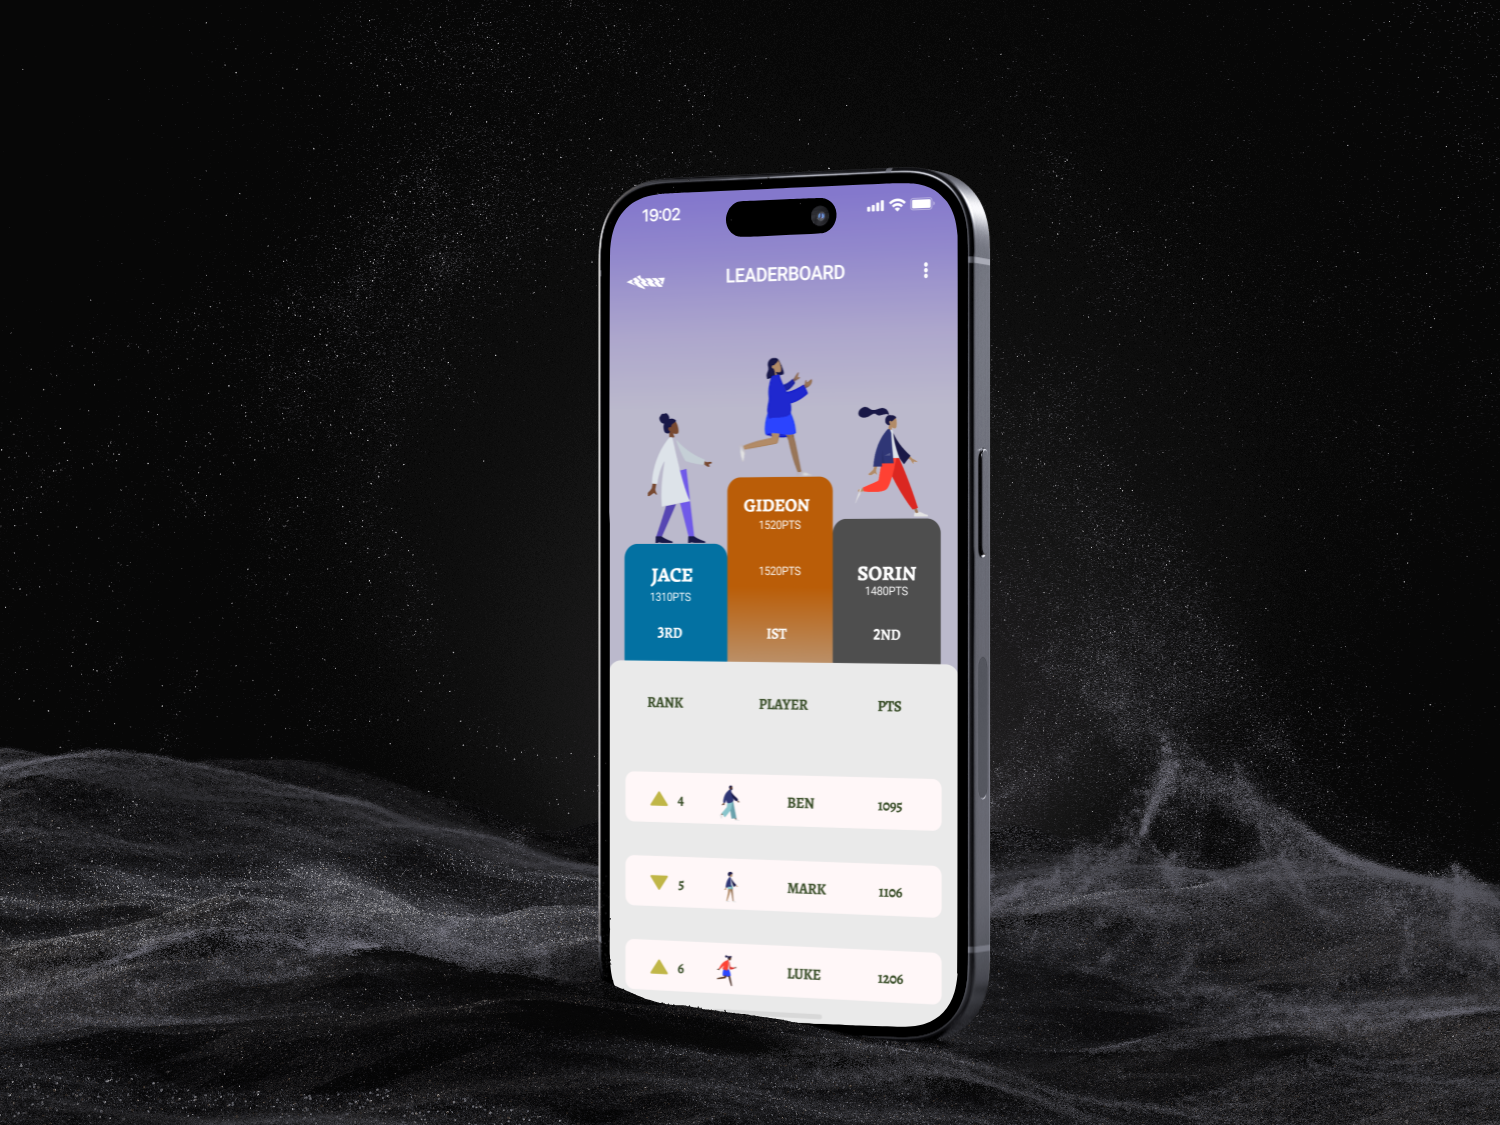 19:02
LEADERBOARD
GIDEON
1520PTS
1520PTS
IST
JACE
1310PTS
3RD
SORIN
1480PTS
2ND
RANK PLAYER PTS
4 BEN 1095
5 MARK 1106
6 LUKE 1206